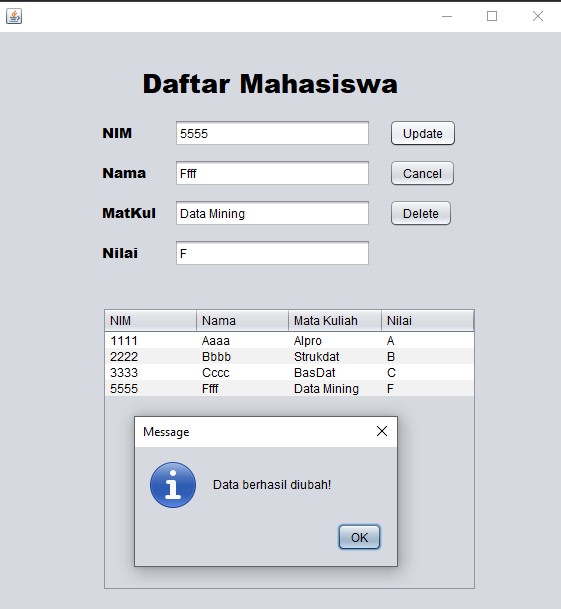 Daftar Mahasiswa
NIM 5555 Update
Nama Ffff Cancel
MatKul Data Mining Delete
Nilai F
NIM Nama Mata Kuliah Nilai
1111 Aaaa Alpro A
2222 Bbbb Strukdat B
3333 Cccc BasDat C
5555 Ffff Data Mining F
Message
Data berhasil diubah!
OK